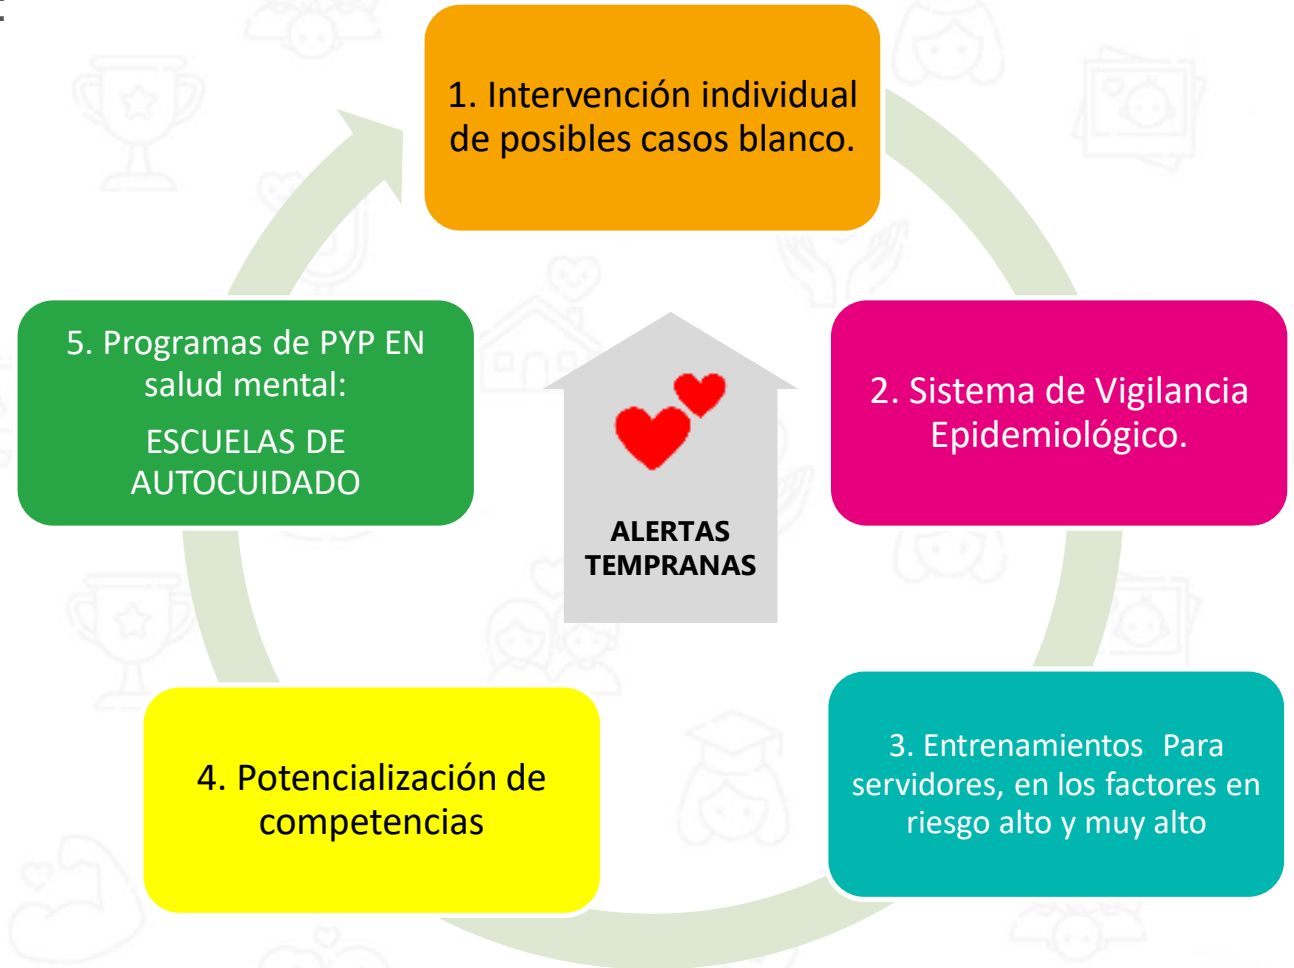 1. Intervención individual
de posibles casos blanco.
2. Sistema de Vigilancia
Epidemiológico.
3. Entrenamientos  Para
servidores, en los factores en
riesgo alto y muy alto
4. Potencialización de
competencias
5. Programas de PYP EN
salud mental:
ESCUELAS DE
AUTOCUIDADO
ALERTAS
TEMPRANAS